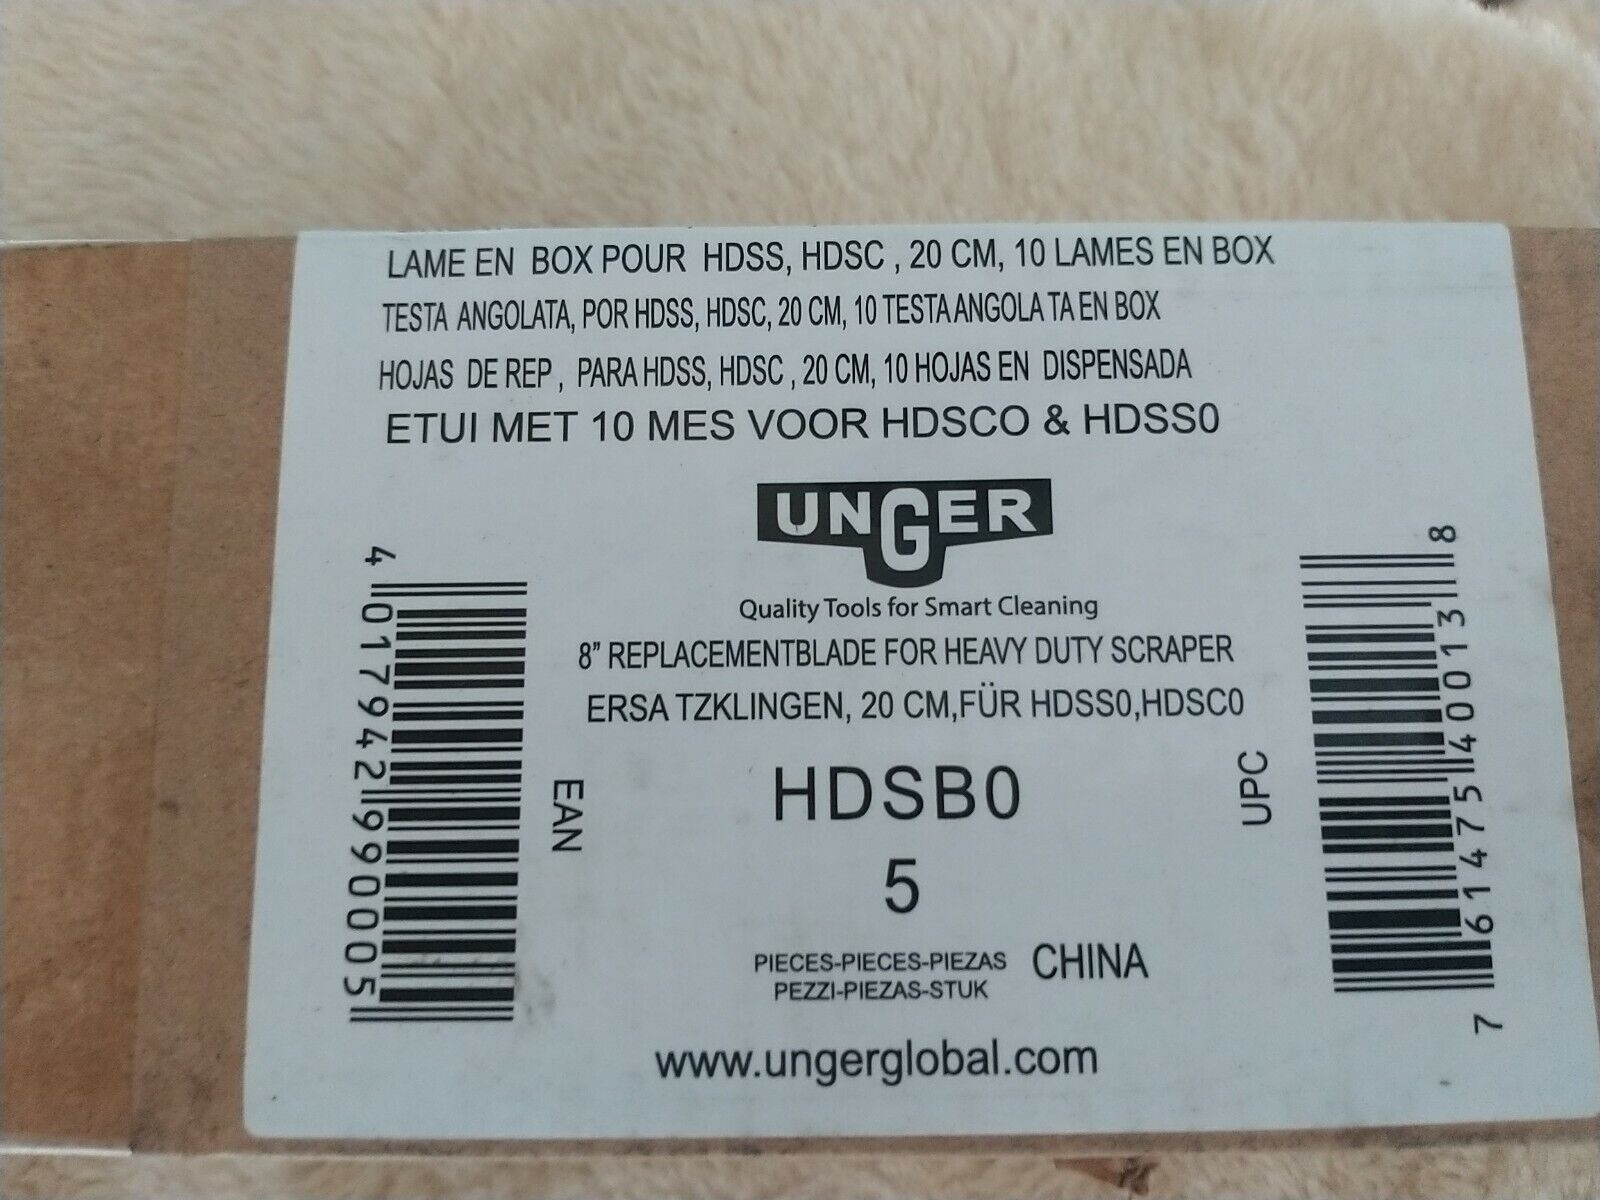 LAME EN BOX POUR HDSS, HDSC , 20 CM, 10 LAMES EN BOX
TESTA ANGOLATA, POR HDSS, HDSC, 20 CM, 10 TESTA ANGOLA TA EN BOX
HOJAS DE REP , PARA HDSS, HDSC , 20 CM, 10 HOJAS EN DISPENSADA
ETUI MET 10 MES VOOR HDSCO & HDSS0
UNGER
Quality Tools for Smart Cleaning
8” REPLACEMENTBLADE FOR HEAVY DUTY SCRAPER
ERSA TZKLINGEN, 20 CM,FÜR HDSS0,HDSC0
4 017942 990005
EAN
HDSB0
5
PIECES-PIECES-PIEZAS CHINA
PEZZI-PIEZAS-STUK
www.ungerglobal.com
UPC
7 61475 40013 8